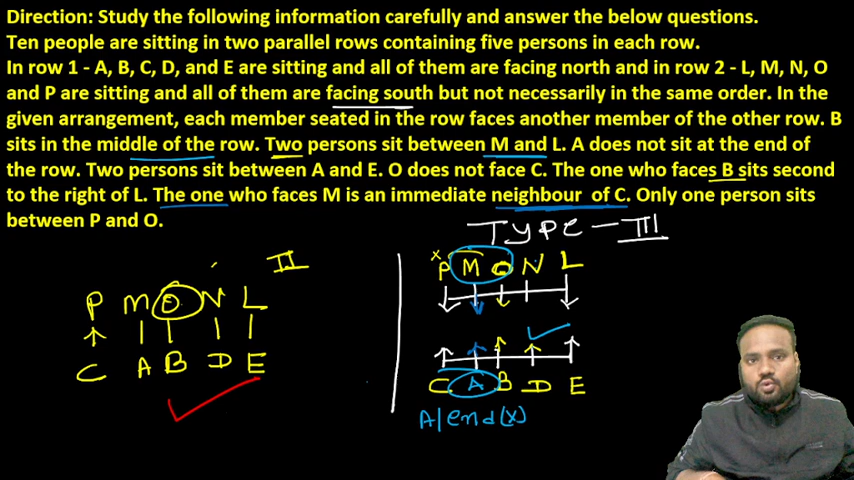 Direction: Study the following information carefully and answer the below questions.
Ten people are sitting in two parallel rows containing five persons in each row.
In row 1 - A, B, C, D, and E are sitting and all of them are facing north and in row 2 - L, M, N, O
and P are sitting and all of them are facing south but not necessarily in the same order. In the
given arrangement, each member seated in the row faces another member of the other row. B
sits in the middle of the row. Two persons sit between M and L. A does not sit at the end of
the row. Two persons sit between A and E. O does not face C. The one who faces B sits second
to the right of L. The one who faces M is an immediate neighbour of C. Only one person sits
between P and O.
TYPE-III
II
P M O N L
C A B D E
x
P M O N L
C A B D E
A/end(x)